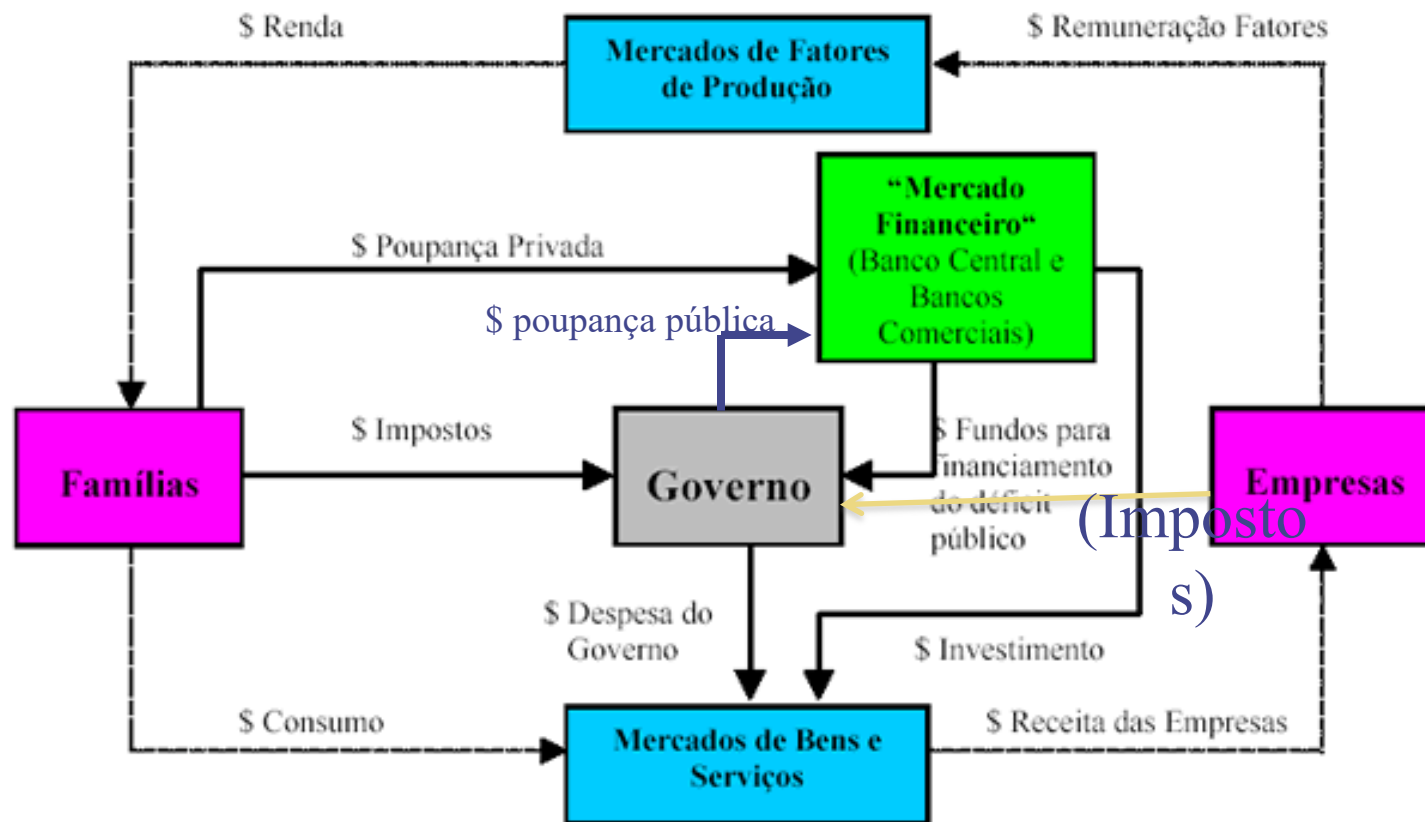 $ Renda
Mercados de Fatores
de Produção
$ Remuneração Fatores
“Mercado
Financeiro“
(Banco Central e
Bancos
Comerciais)
$ Poupança Privada
$ poupança pública
Famílias
$ Impostos
Governo
$ Fundos para
financiamento
do déficit
público
(Imposto
s)
Empresas
$ Despesa do
Governo
$ Investimento
$ Consumo
Mercados de Bens e
Serviços
$ Receita das Empresas